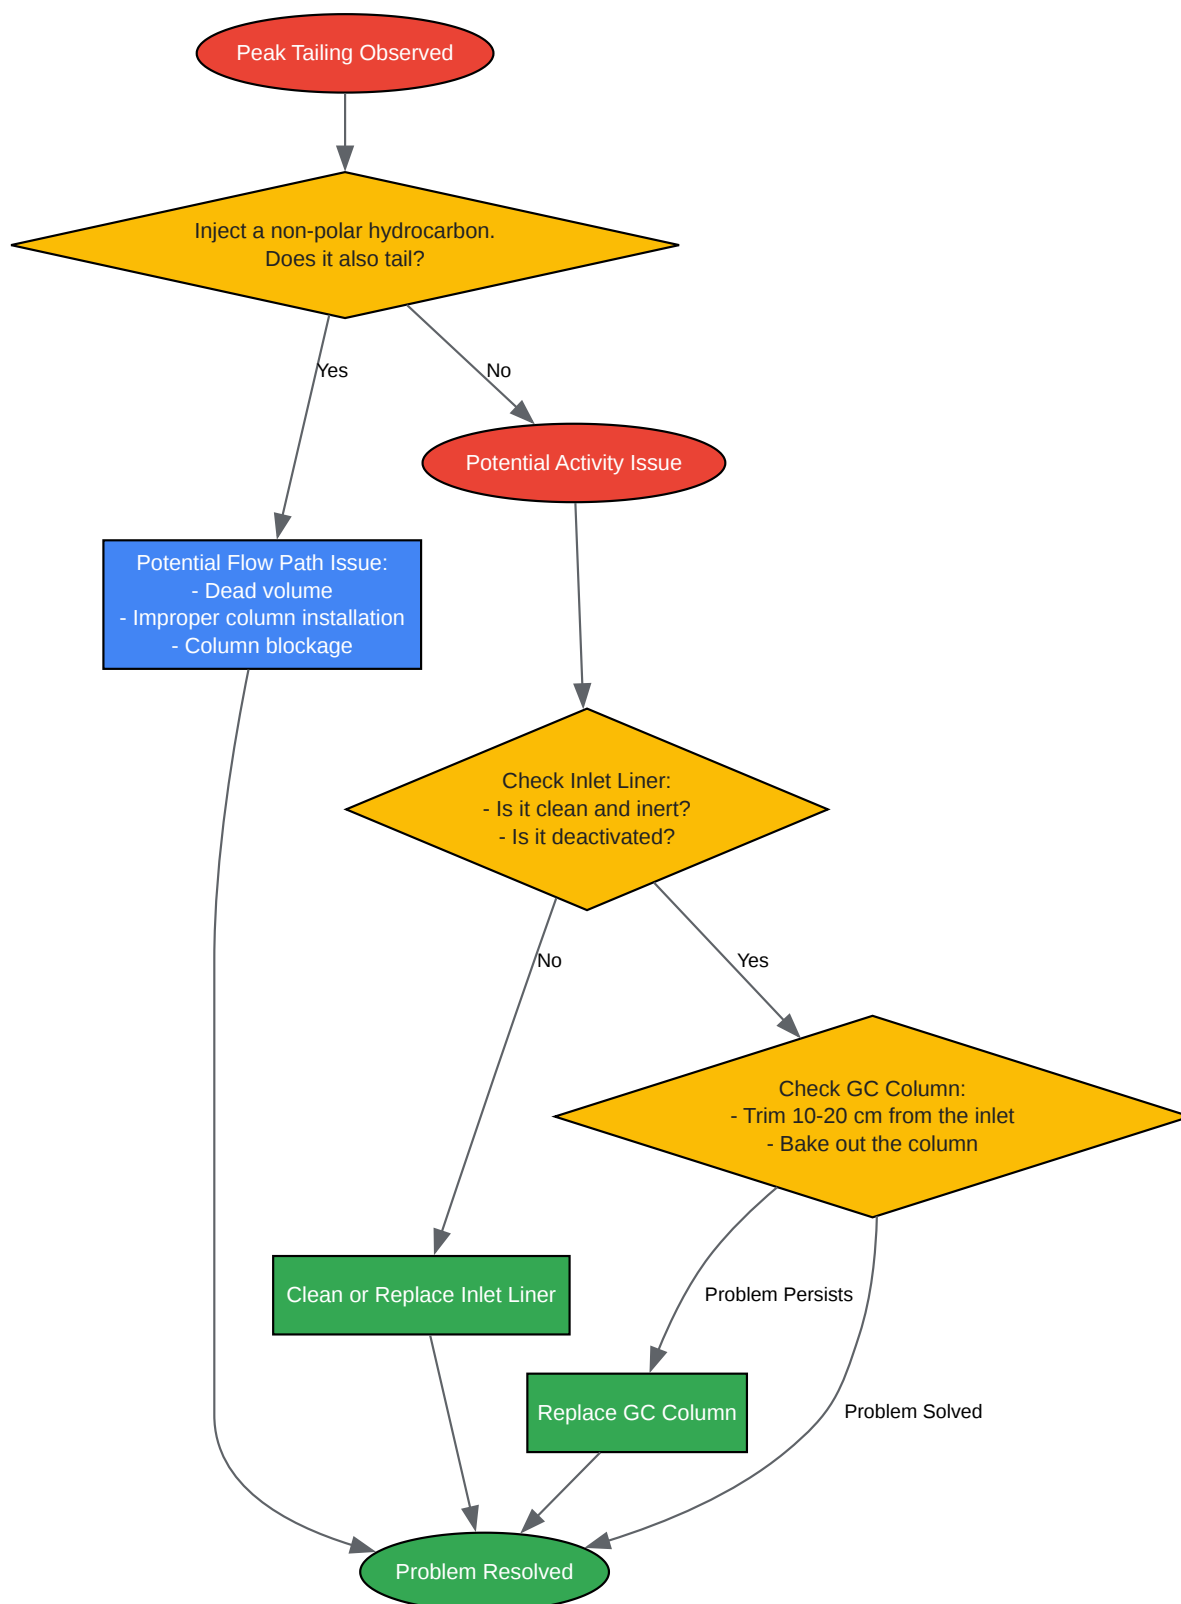 Peak Tailing Observed
Inject a non-polar hydrocarbon.
Does it also tail?
Yes
No
Potential Activity Issue
Potential Flow Path Issue:
- Dead volume
- Improper column installation
- Column blockage
Check Inlet Liner:
- Is it clean and inert?
- Is it deactivated?
No
Yes
Check GC Column:
- Trim 10-20 cm from the inlet
- Bake out the column
Clean or Replace Inlet Liner
Problem Persists
Replace GC Column
Problem Solved
Problem Resolved